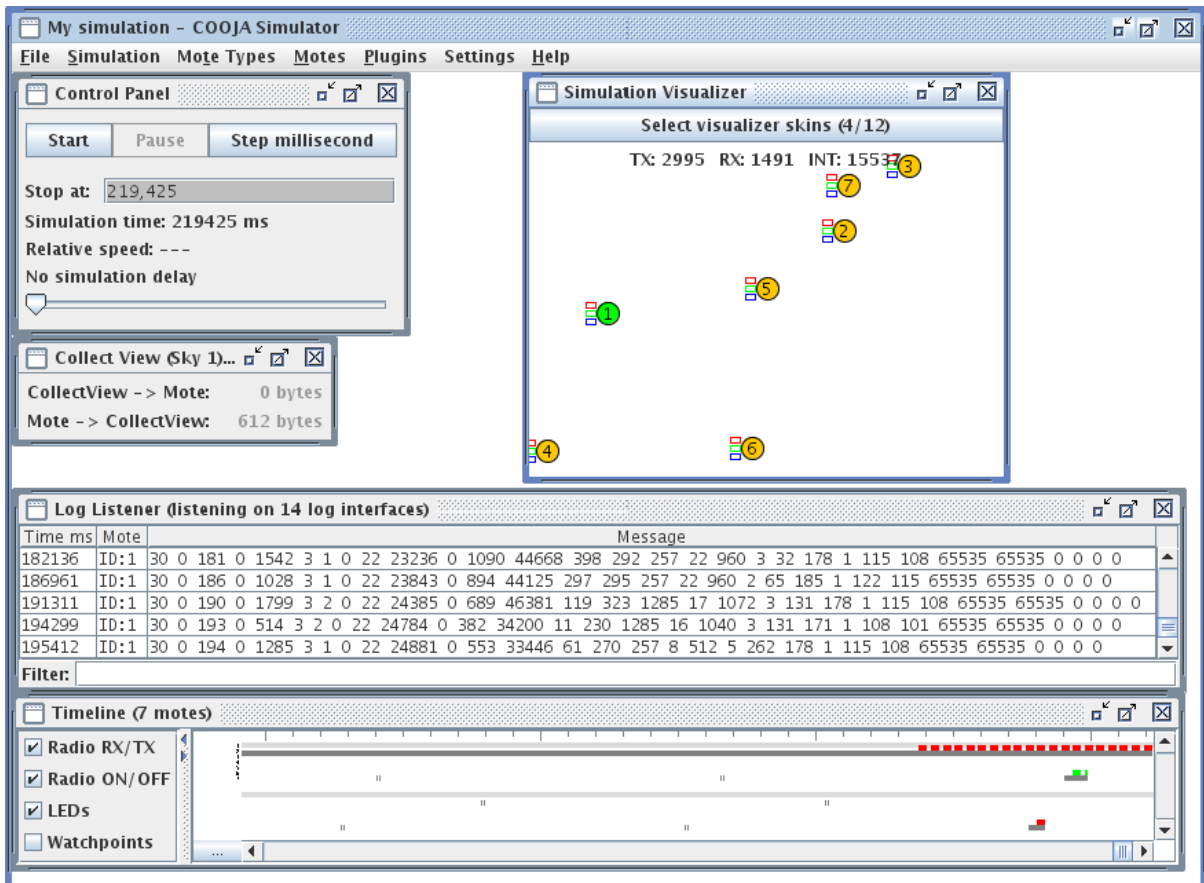 My simulation – COOJA Simulator
File Simulation Mote Types Motes Plugins Settings Help
Control Panel
Start Pause Step millisecond
Stop at: 219,425
Simulation time: 219425 ms
Relative speed: ---
No simulation delay
Simulation Visualizer
Select visualizer skins (4/12)
TX: 2995 RX: 1491 INT: 15537
3
7
2
5
1
4
6
Collect View (Sky 1)...
CollectView -> Mote: 0 bytes
Mote -> CollectView: 612 bytes
Log Listener (listening on 14 log interfaces)
Time ms Mote Message
182136 ID:1 30 0 181 0 1542 3 1 0 22 23236 0 1090 44668 398 292 257 22 960 3 32 178 1 115 108 65535 65535 0 0 0 0
186961 ID:1 30 0 186 0 1028 3 1 0 22 23843 0 894 44125 297 295 257 22 960 2 65 185 1 122 115 65535 65535 0 0 0 0
191311 ID:1 30 0 190 0 1799 3 2 0 22 24385 0 689 46381 119 323 1285 17 1072 3 131 178 1 115 108 65535 65535 0 0 0 0
194299 ID:1 30 0 193 0 514 3 2 0 22 24784 0 382 34200 11 230 1285 16 1040 3 131 171 1 108 101 65535 65535 0 0 0 0
195412 ID:1 30 0 194 0 1285 3 1 0 22 24881 0 553 33446 61 270 257 8 512 5 262 178 1 115 108 65535 65535 0 0 0 0
Filter:
Timeline (7 motes)
Radio RX/TX
Radio ON/OFF
LEDs
Watchpoints
...